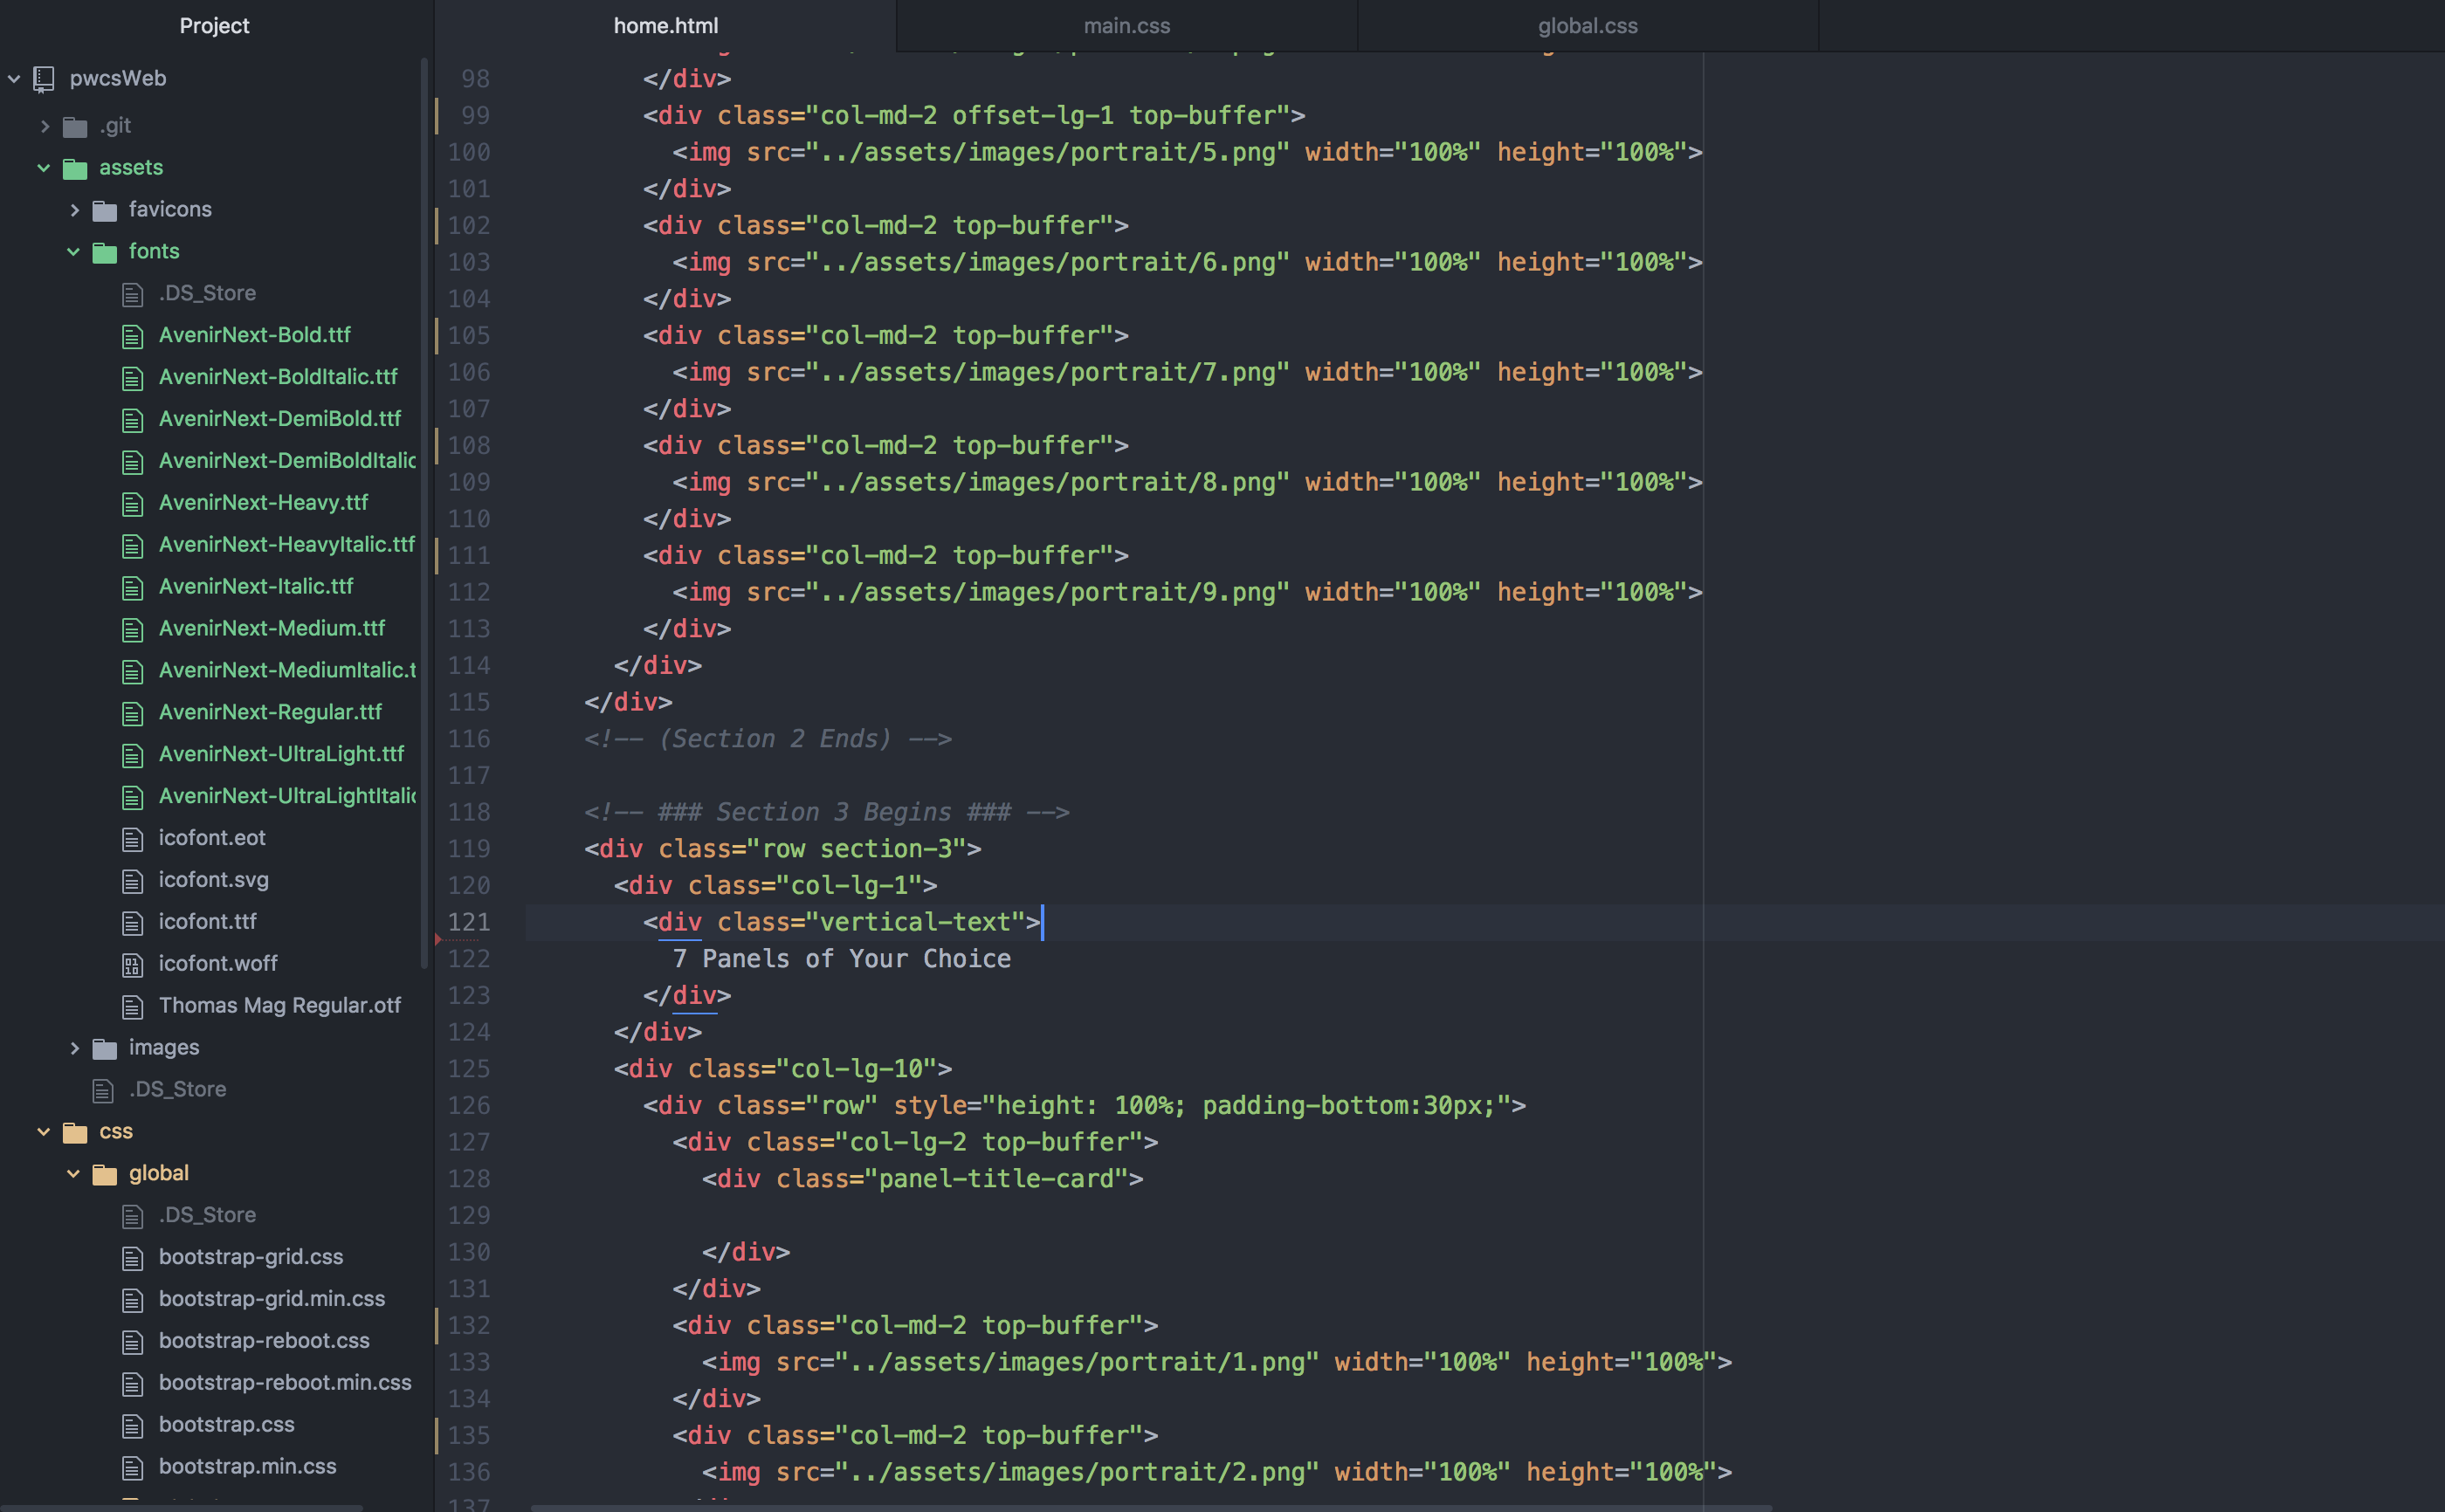 Project
pwcsWeb
.git
assets
favicons
fonts
.DS_Store
AvenirNext-Bold.ttf
AvenirNext-BoldItalic.ttf
AvenirNext-DemiBold.ttf
AvenirNext-DemiBoldItalic
AvenirNext-Heavy.ttf
AvenirNext-HeavyItalic.ttf
AvenirNext-Italic.ttf
AvenirNext-Medium.ttf
AvenirNext-MediumItalic.t
AvenirNext-Regular.ttf
AvenirNext-UltraLight.ttf
AvenirNext-UltraLightItalic
icofont.eot
icofont.svg
icofont.ttf
icofont.woff
Thomas Mag Regular.otf
images
.DS_Store
css
global
.DS_Store
bootstrap-grid.css
bootstrap-grid.min.css
bootstrap-reboot.css
bootstrap-reboot.min.css
bootstrap.css
bootstrap.min.css
home.html main.css global.css
98 </div>
99 <div class="col-md-2 offset-lg-1 top-buffer">
100 <img src="../assets/images/portrait/5.png" width="100%" height="100%">
101 </div>
102 <div class="col-md-2 top-buffer">
103 <img src="../assets/images/portrait/6.png" width="100%" height="100%">
104 </div>
105 <div class="col-md-2 top-buffer">
106 <img src="../assets/images/portrait/7.png" width="100%" height="100%">
107 </div>
108 <div class="col-md-2 top-buffer">
109 <img src="../assets/images/portrait/8.png" width="100%" height="100%">
110 </div>
111 <div class="col-md-2 top-buffer">
112 <img src="../assets/images/portrait/9.png" width="100%" height="100%">
113 </div>
114 </div>
115 </div>
116 <!-- (Section 2 Ends) -->
117
118 <!-- ### Section 3 Begins ### -->
119 <div class="row section-3">
120 <div class="col-lg-1">
121 <div class="vertical-text">
122 7 Panels of Your Choice
123 </div>
124 </div>
125 <div class="col-lg-10">
126 <div class="row" style="height: 100%; padding-bottom:30px;">
127 <div class="col-lg-2 top-buffer">
128 <div class="panel-title-card">
129
130 </div>
131 </div>
132 <div class="col-md-2 top-buffer">
133 <img src="../assets/images/portrait/1.png" width="100%" height="100%">
134 </div>
135 <div class="col-md-2 top-buffer">
136 <img src="../assets/images/portrait/2.png" width="100%" height="100%">
137